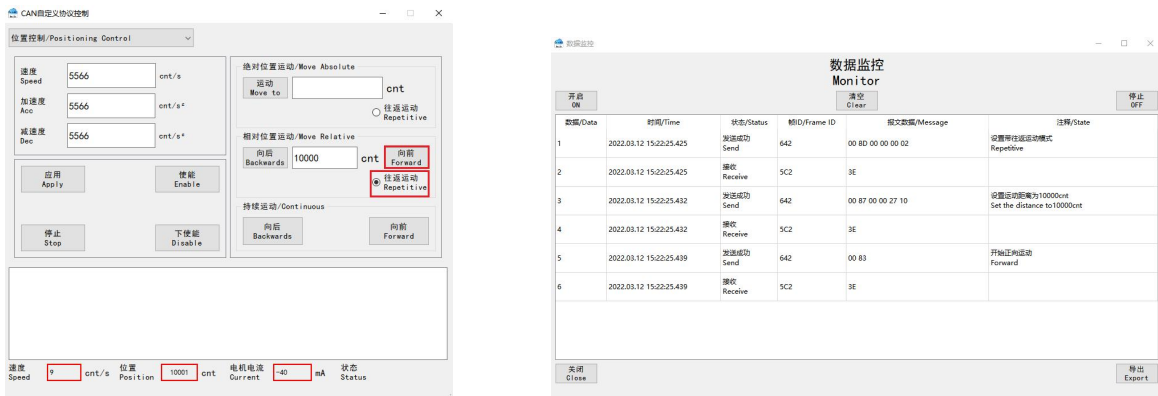 CAN自定义协议控制
位置控制/Positioning Control
速度
Speed
5566
cnt/s
加速度
Acc
5566
cnt/s²
减速度
Dec
5566
cnt/s²
应用
Apply
使能
Enable
停止
Stop
下使能
Disable
绝对位置运动/Move Absolute
运动
Move to
cnt
往返运动
Repetitive
相对位置运动/Move Relative
向后
Backwards
10000
cnt
向前
Forward
往返运动
Repetitive
持续运动/Continuous
向后
Backwards
向前
Forward
速度
Speed
9
cnt/s
位置
Position
10001
cnt
电机电流
Current
-40
mA
状态
Status
数据监控
数据监控
Monitor
开启
ON
清空
Clear
停止
OFF
数据/Data 时间/Time 状态/Status 帧ID/Frame ID 报文数据/Message 注释/State
1 2022.03.12 15:22:25.425 发送成功 Send 642 00 8D 00 00 00 02 设置带往返运动模式 Repetitive
2 2022.03.12 15:22:25.425 接收 Receive 5C2 3E
3 2022.03.12 15:22:25.432 发送成功 Send 642 00 87 00 00 27 10 设置运动距离为10000cnt Set the distance to10000cnt
4 2022.03.12 15:22:25.432 接收 Receive 5C2 3E
5 2022.03.12 15:22:25.439 发送成功 Send 642 00 83 开始正向运动 Forward
6 2022.03.12 15:22:25.439 接收 Receive 5C2 3E
关闭
Close
导出
Export